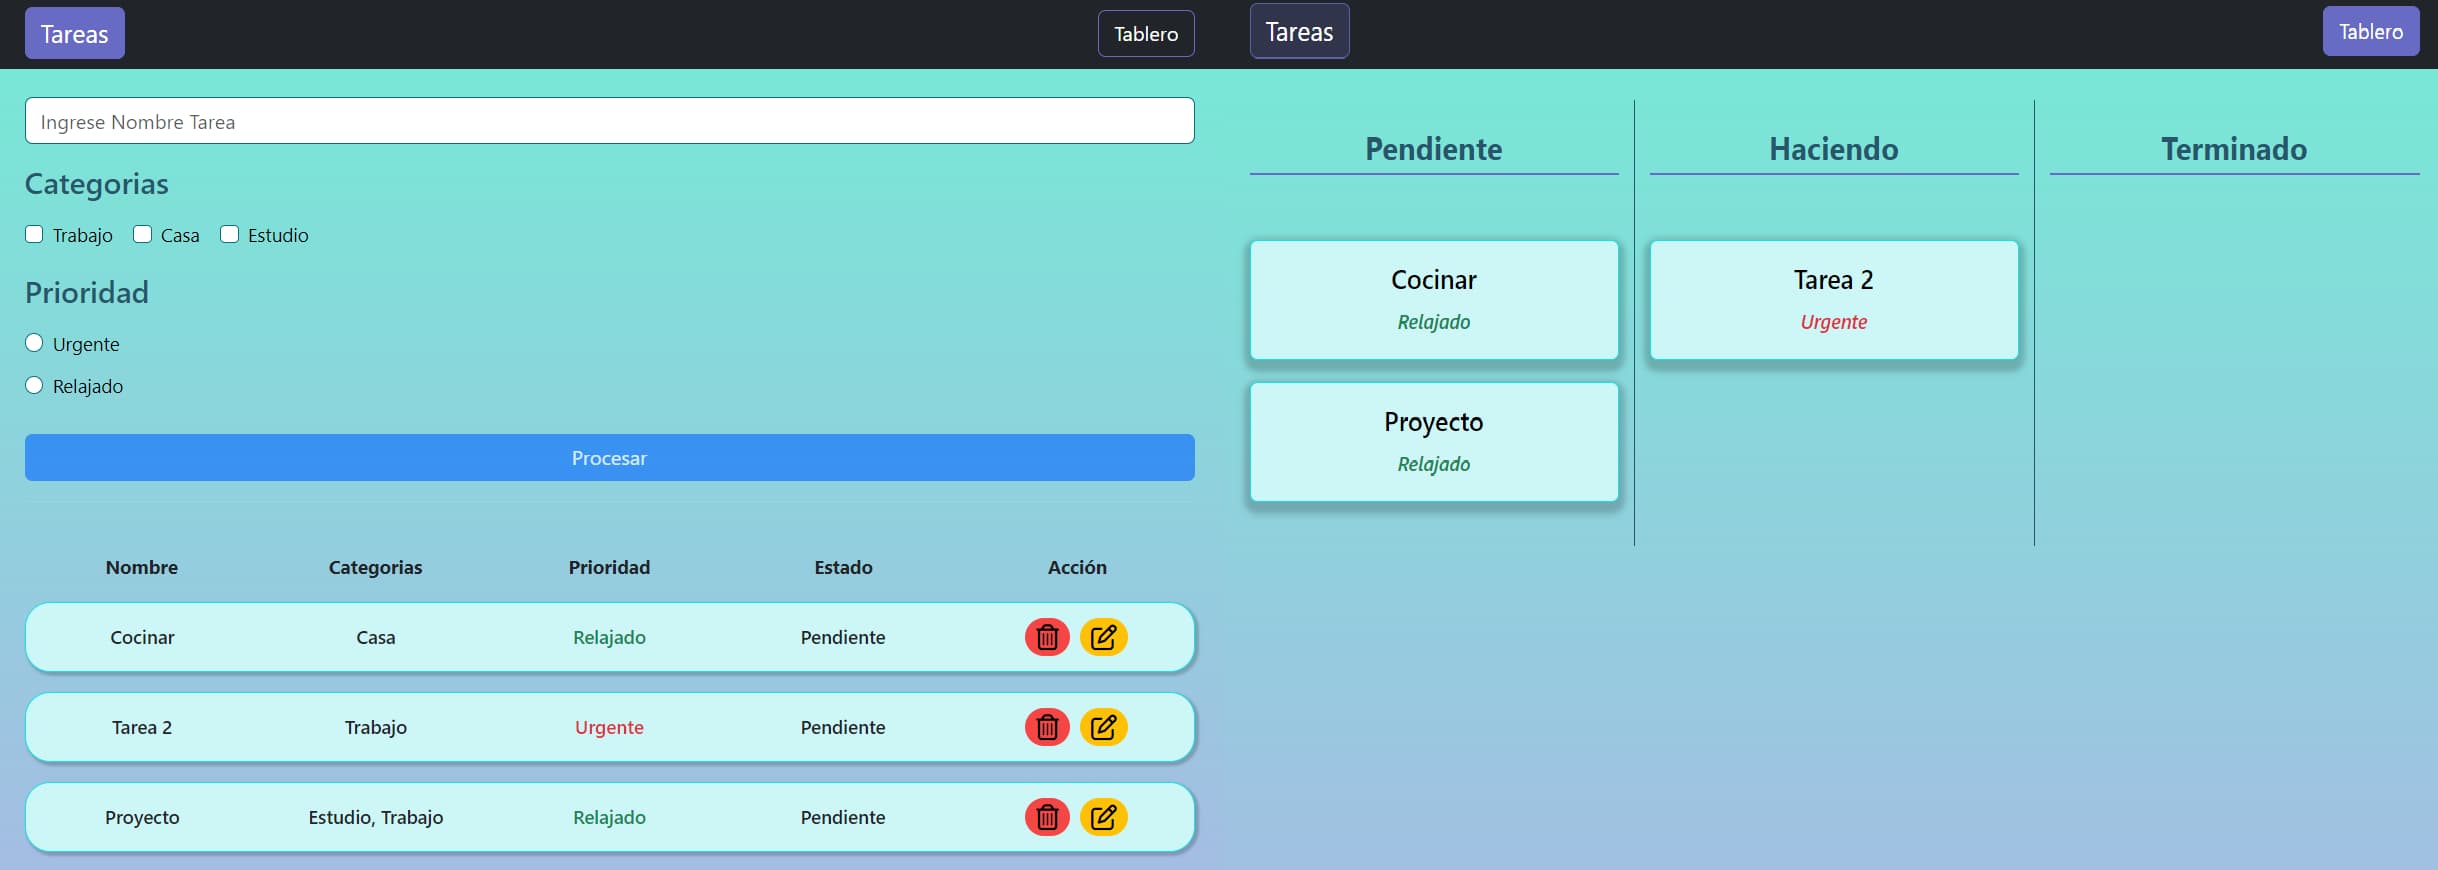 Tareas
Tablero
Ingrese Nombre Tarea
Categorias
Trabajo Casa Estudio
Prioridad
Urgente
Relajado
Procesar
Nombre Categorias Prioridad Estado Acción
Cocinar Casa Relajado Pendiente
Tarea 2 Trabajo Urgente Pendiente
Proyecto Estudio, Trabajo Relajado Pendiente
Tareas
Tablero
Pendiente
Cocinar
Relajado
Proyecto
Relajado
Haciendo
Tarea 2
Urgente
Terminado